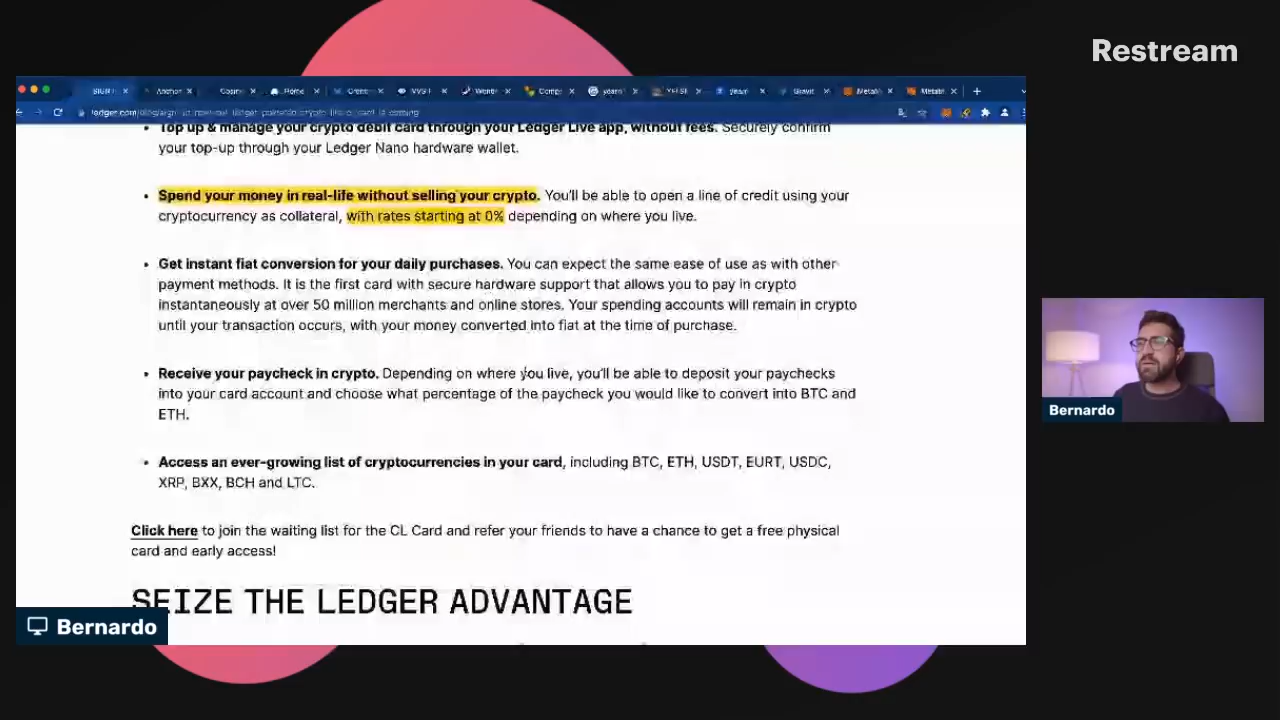 Restream
SIGN
Anchor
Cosm
Home
VVS
Comp
yearn
yearn
Gravit
MetaM
MetaM
Top up & manage your crypto debit card through your Ledger Live app, without fees. Securely confirm
your top-up through your Ledger Nano hardware wallet.
Spend your money in real-life without selling your crypto. You'll be able to open a line of credit using your
cryptocurrency as collateral, with rates starting at 0% depending on where you live.
Get instant fiat conversion for your daily purchases. You can expect the same ease of use as with other
payment methods. It is the first card with secure hardware support that allows you to pay in crypto
instantaneously at over 50 million merchants and online stores. Your spending accounts will remain in crypto
until your transaction occurs, with your money converted into fiat at the time of purchase.
Receive your paycheck in crypto. Depending on where you live, you'll be able to deposit your paychecks
into your card account and choose what percentage of the paycheck you would like to convert into BTC and
ETH.
Access an ever-growing list of cryptocurrencies in your card, including BTC, ETH, USDT, EURT, USDC,
XRP, BXX, BCH and LTC.
Click here to join the waiting list for the CL Card and refer your friends to have a chance to get a free physical
card and early access!
SEIZE THE LEDGER ADVANTAGE
Bernardo
Bernardo